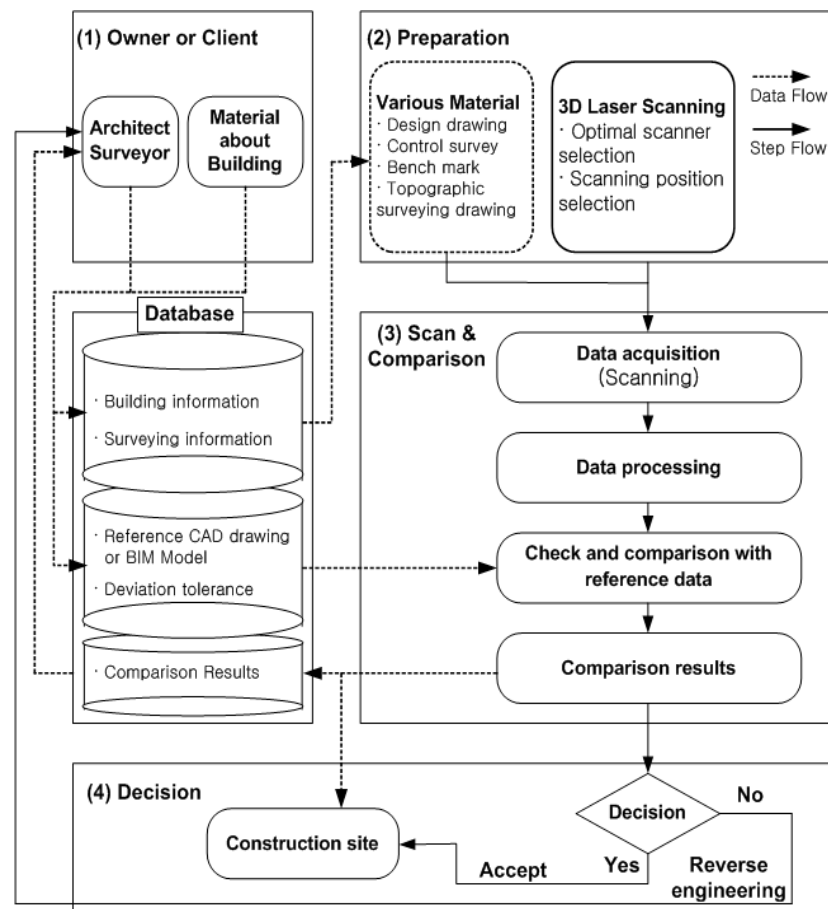 (1) Owner or Client
Architect
Surveyor
Material
about
Building
(2) Preparation
Various Material
· Design drawing
· Control survey
· Bench mark
· Topographic
surveying drawing
3D Laser Scanning
· Optimal scanner
selection
· Scanning position
selection
Data Flow
Step Flow
Database
· Building information
· Surveying information
· Reference CAD drawing
or BIM Model
· Deviation tolerance
· Comparison Results
(3) Scan &
Comparison
Data acquisition
(Scanning)
Data processing
Check and comparison with
reference data
Comparison results
(4) Decision
Construction site
Decision
No
Yes
Accept
Reverse
engineering